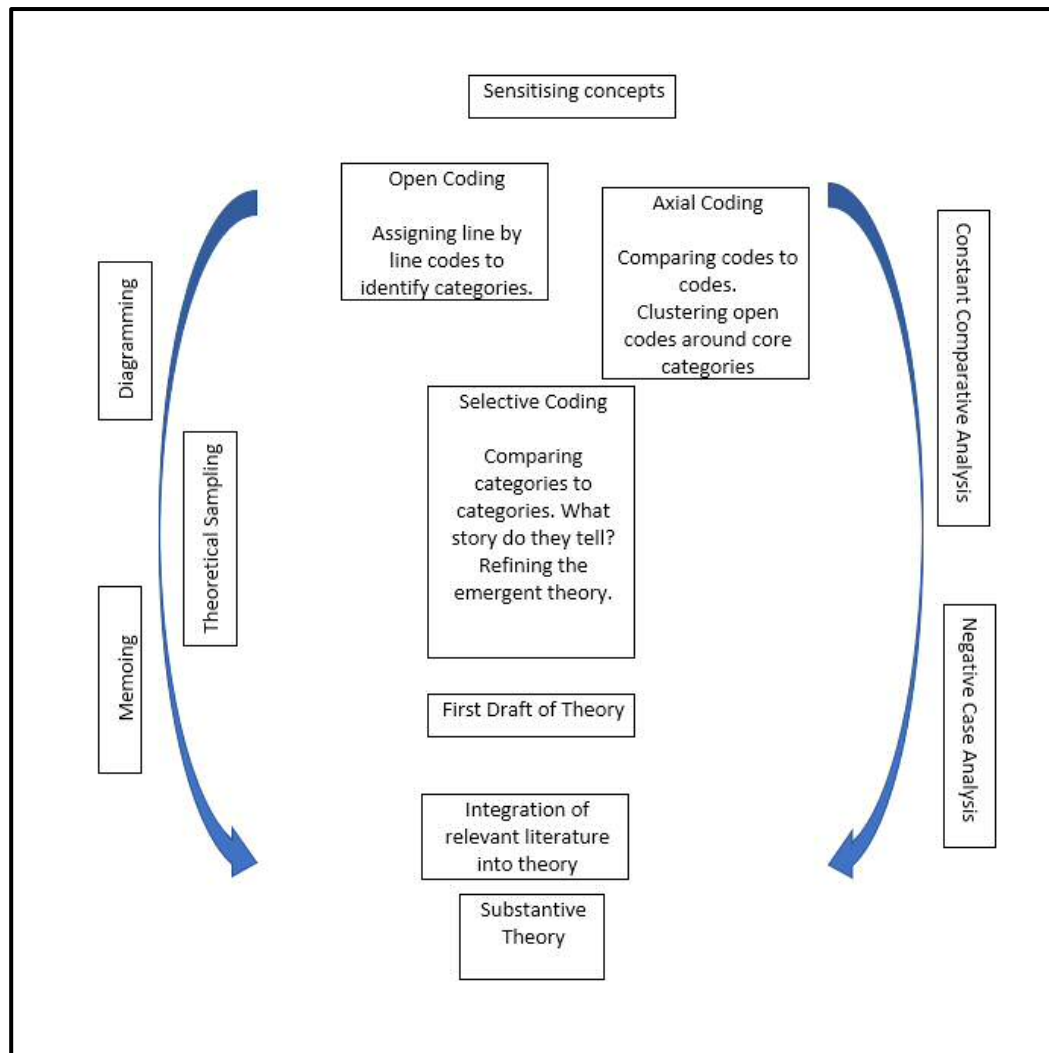 Sensitising concepts
Open Coding
Assigning line by
line codes to
identify categories.
Axial Coding
Comparing codes to
codes.
Clustering open
codes around core
categories
Selective Coding
Comparing
categories to
categories. What
story do they tell?
Refining the
emergent theory.
First Draft of Theory
Integration of
relevant literature
into theory
Substantive
Theory
Diagramming
Theoretical Sampling
Memoing
Constant Comparative Analysis
Negative Case Analysis